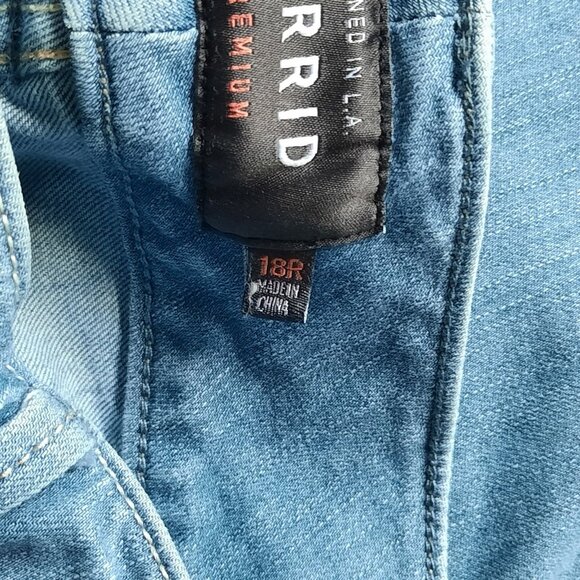 NED IN L.A.
RRID
REMIUM
18R
MADE IN
CHINA